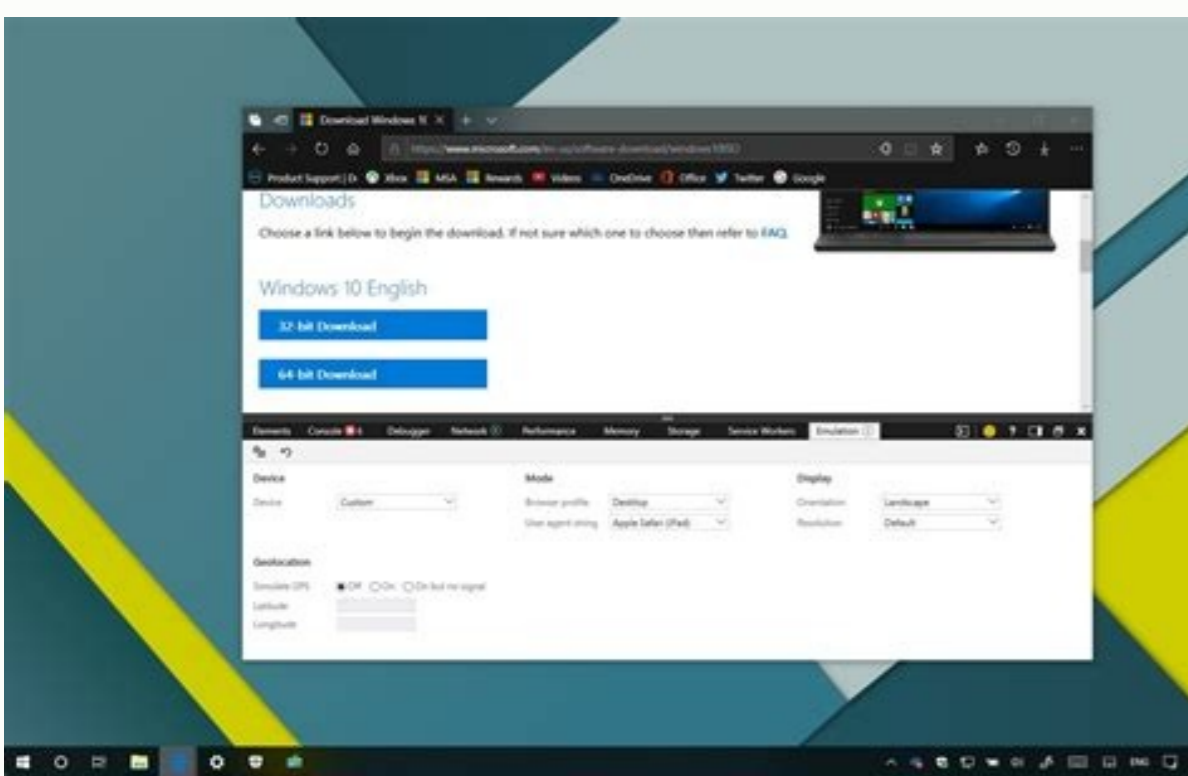 Download Windows 10
https://www.microsoft.com/en-us/software-download/windows10ISO
Product Support | D Xbox MSA Rewards Videos OneDrive Office Twitter Google
Downloads
Choose a link below to begin the download. If not sure which one to choose then refer to FAQ.
Windows 10 English
32-bit Download
64-bit Download
Elements Console 6 Debugger Network Performance Memory Storage Service Workers Emulation
Device Mode Display
Device Custom Browser profile Desktop Orientation Landscape
User agent string Apple Safari (iPad) Resolution Default
Geolocation
Simulate GPS Off On On but no signal
Latitude
Longitude
ENG